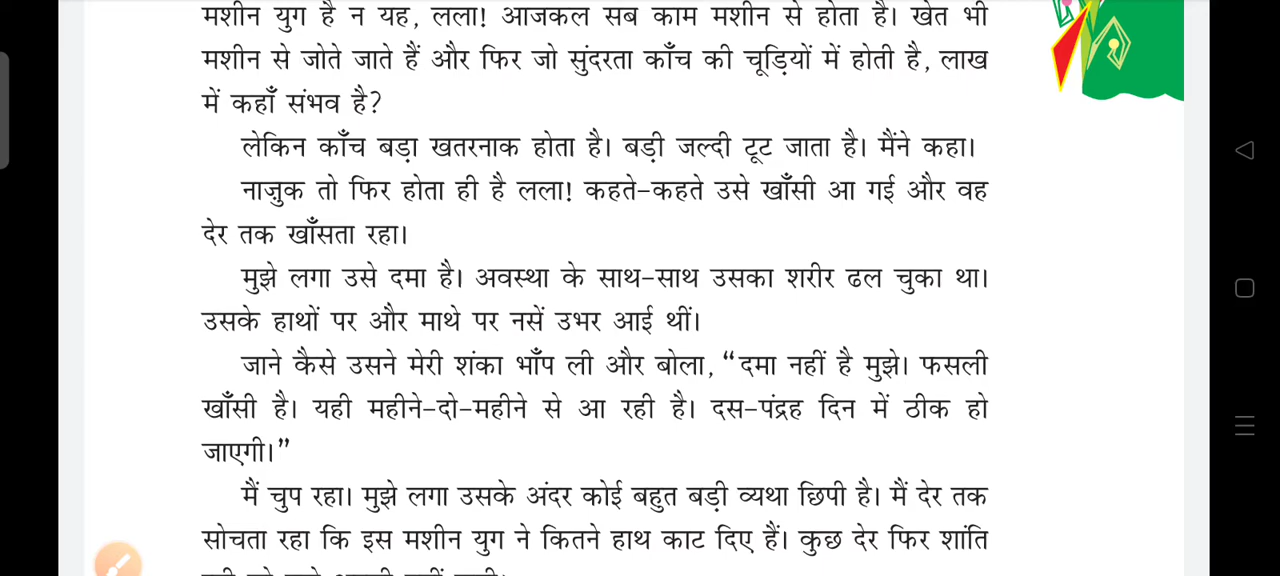 मशीन युग है न यह, लला! आजकल सब काम मशीन से होता है। खेत भी
मशीन से जोते जाते हैं और फिर जो सुंदरता काँच की चूड़ियों में होती है, लाख
में कहाँ संभव है?
लेकिन काँच बड़ा खतरनाक होता है। बड़ी जल्दी टूट जाता है। मैंने कहा।
नाज़ुक तो फिर होता ही है लला! कहते-कहते उसे खाँसी आ गई और वह
देर तक खाँसता रहा।
मुझे लगा उसे दमा है। अवस्था के साथ-साथ उसका शरीर ढल चुका था।
उसके हाथों पर और माथे पर नसें उभर आई थीं।
जाने कैसे उसने मेरी शंका भाँप ली और बोला, “दमा नहीं है मुझे। फसली
खाँसी है। यही महीने-दो-महीने से आ रही है। दस-पंद्रह दिन में ठीक हो
जाएगी।”
मैं चुप रहा। मुझे लगा उसके अंदर कोई बहुत बड़ी व्यथा छिपी है। मैं देर तक
सोचता रहा कि इस मशीन युग ने कितने हाथ काट दिए हैं। कुछ देर फिर शांति